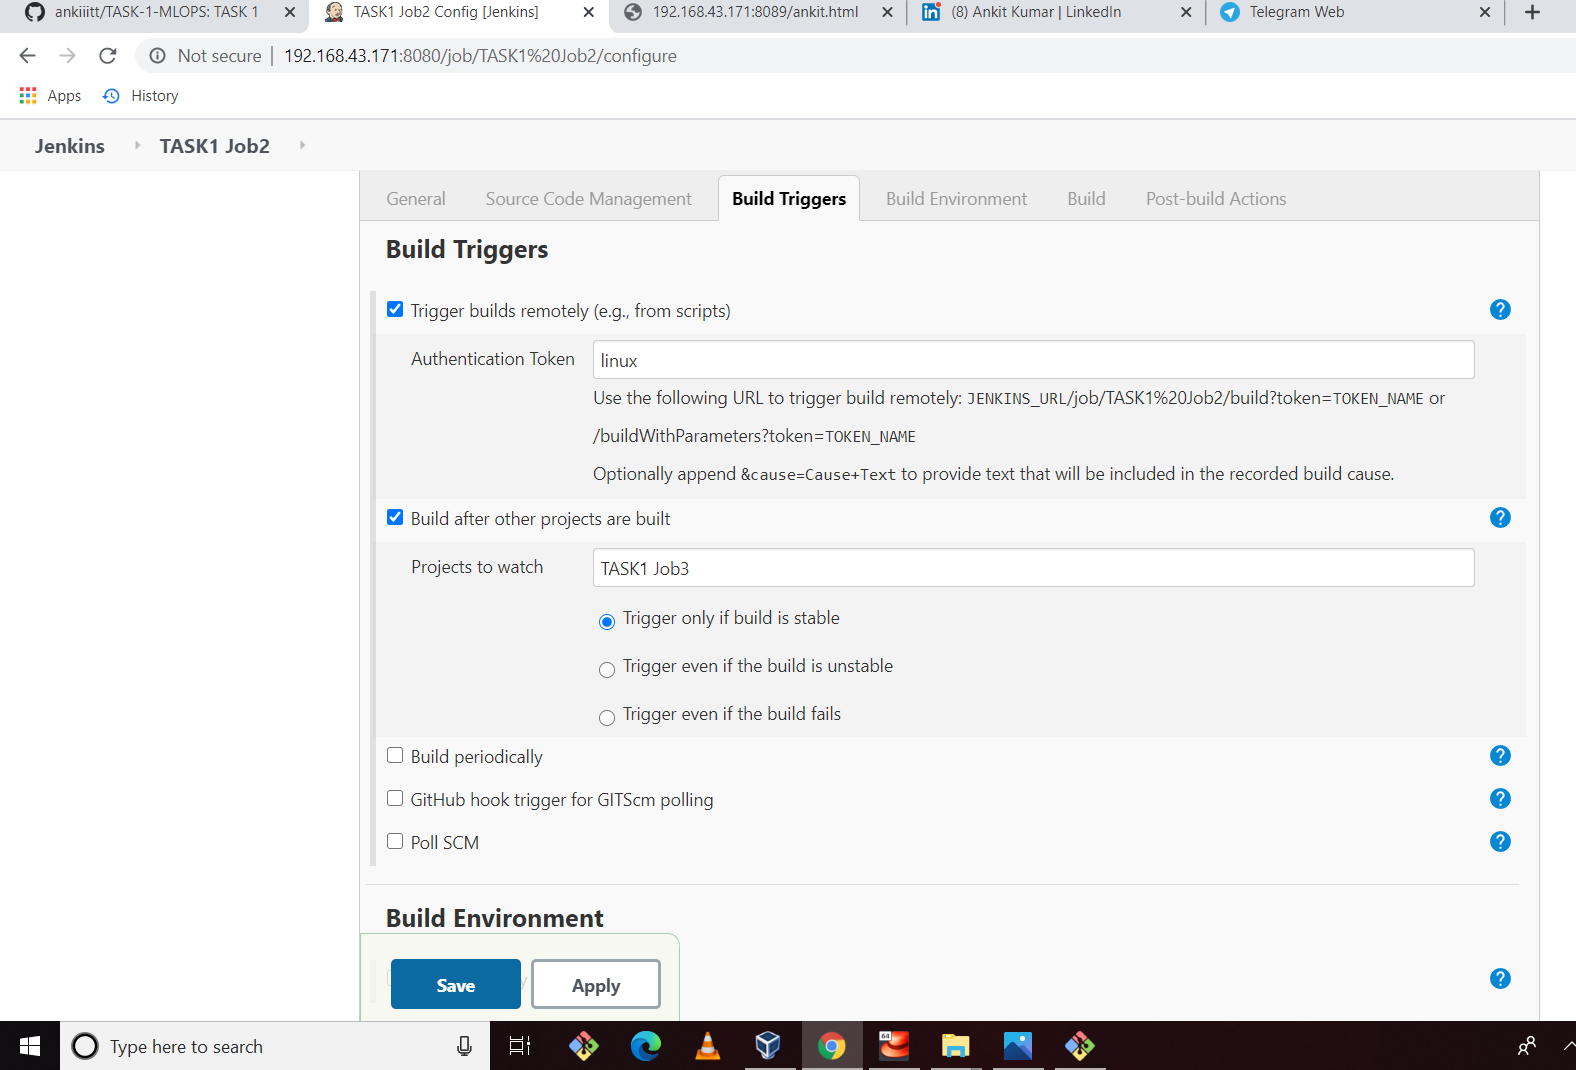 ankiiitt/TASK-1-MLOPS: TASK 1
TASK1 Job2 Config [Jenkins]
192.168.43.171:8089/ankit.html
(8) Ankit Kumar | LinkedIn
Telegram Web
Not secure | 192.168.43.171:8080/job/TASK1%20Job2/configure
Apps
History
Jenkins
TASK1 Job2
General
Source Code Management
Build Triggers
Build Environment
Build
Post-build Actions
Build Triggers
Trigger builds remotely (e.g., from scripts)
Authentication Token
linux
Use the following URL to trigger build remotely: JENKINS_URL/job/TASK1%20Job2/build?token=TOKEN_NAME or
/buildWithParameters?token=TOKEN_NAME
Optionally append &cause=Cause+Text to provide text that will be included in the recorded build cause.
Build after other projects are built
Projects to watch
TASK1 Job3
Trigger only if build is stable
Trigger even if the build is unstable
Trigger even if the build fails
Build periodically
GitHub hook trigger for GITScm polling
Poll SCM
Build Environment
Save
Apply
Type here to search
64